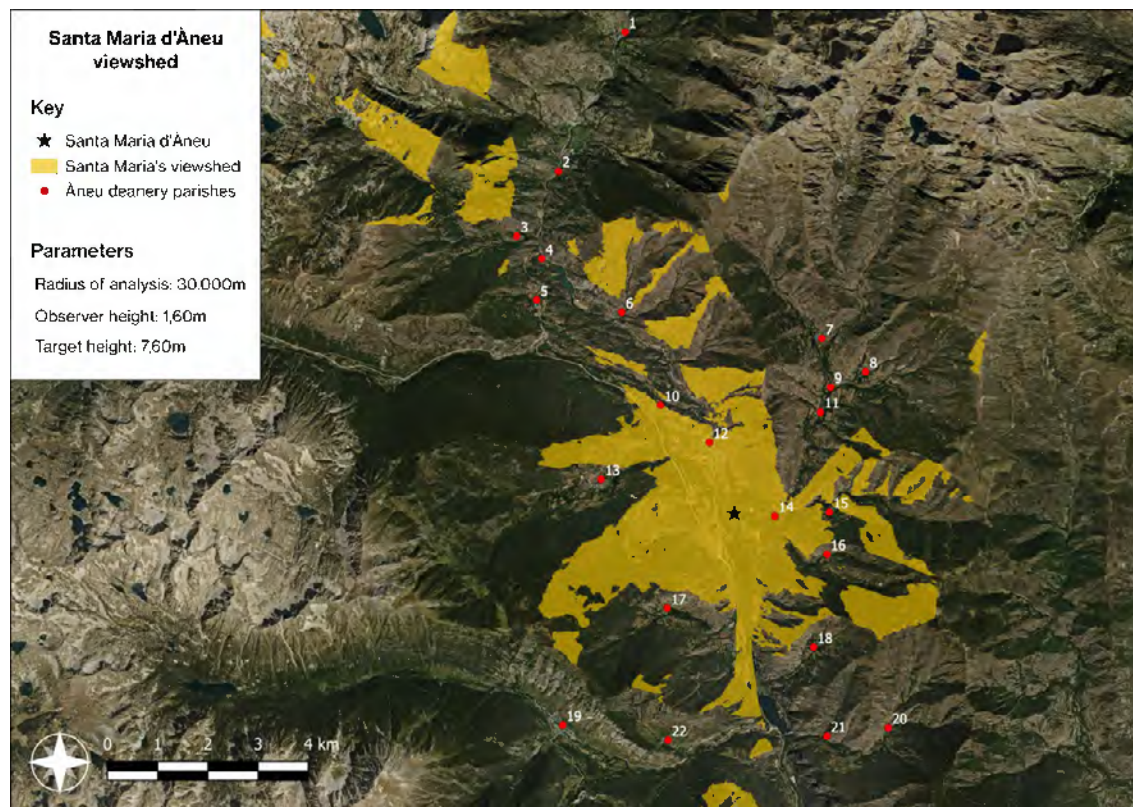 Santa Maria d'Àneu
viewshed
Key
Santa Maria d'Àneu
Santa Maria's viewshed
Àneu deanery parishes
Parameters
Radius of analysis: 30.000m
Observer height: 1,60m
Target height: 7,60m
1
2
3
4
5
6
7
8
9
10
11
12
13
14
15
16
17
18
19
20
21
22
0 1 2 3 4 km